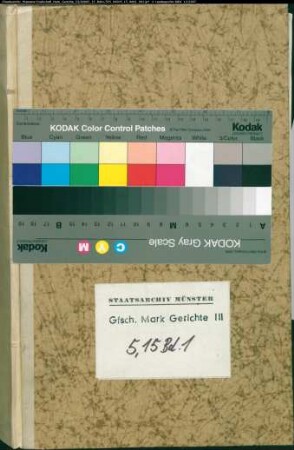 KODAK Color Control Patches
Kodak
Blue Cyan Green Yellow Red Magenta White 3/Color Black
A 1 2 3 4 5 6 M 8 9 10 11 12 13 14 15 B 17 18 19
KODAK Gray Scale
C Y M
Kodak
STAATSARCHIV MÜNSTER
Gfsch. Mark Gerichte III
5,15 Bd. 1